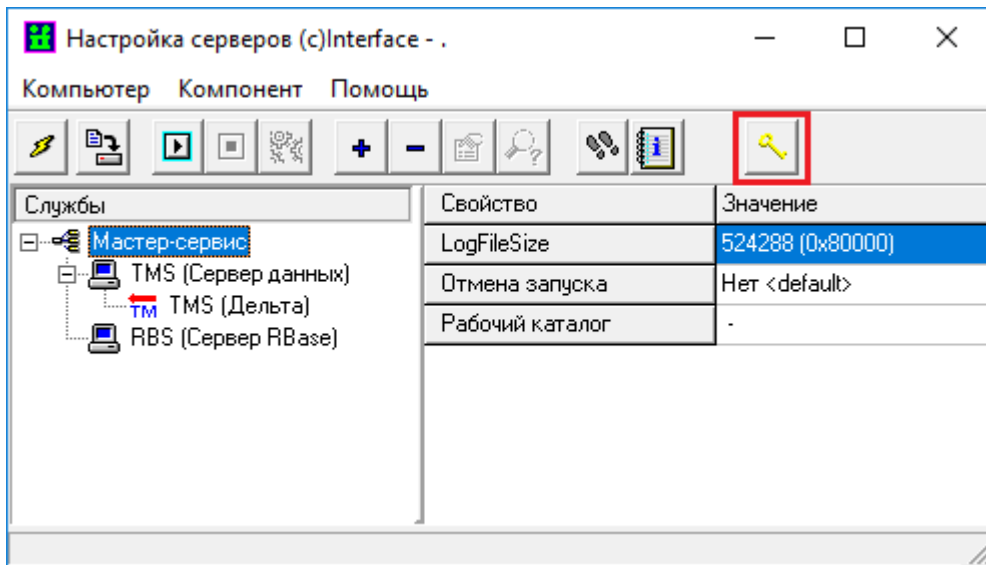 Настройка серверов (c)Interface - .
Компьютер Компонент Помощь
Службы
Свойство Значение
Мастер-сервис
LogFileSize 524288 (0x80000)
TMS (Сервер данных)
Отмена запуска Нет <default>
TM TMS (Дельта)
Рабочий каталог -
RBS (Сервер RBase)